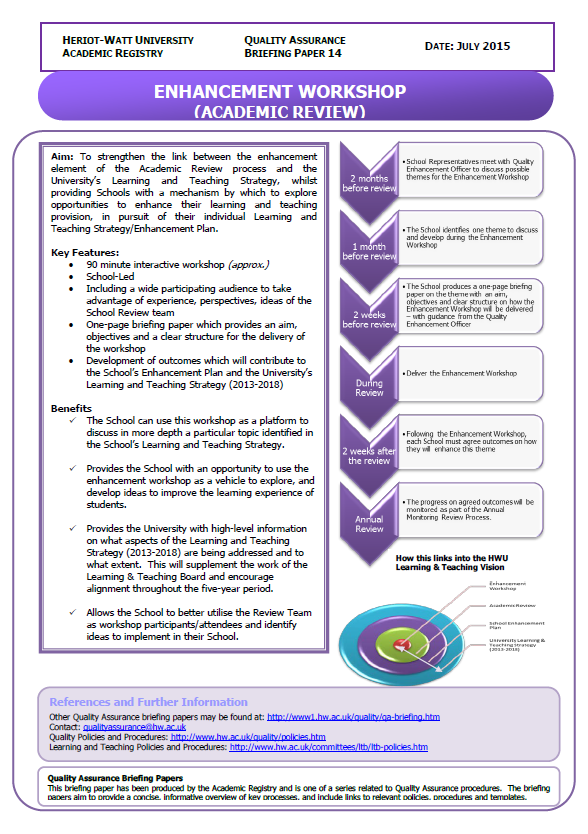 HERIOT-WATT UNIVERSITY
ACADEMIC REGISTRY
QUALITY ASSURANCE
BRIEFING PAPER 14
DATE: JULY 2015
ENHANCEMENT WORKSHOP
(ACADEMIC REVIEW)
Aim: To strengthen the link between the enhancement
element of the Academic Review process and the
University's Learning and Teaching Strategy, whilst
providing Schools with a mechanism by which to explore
opportunities to enhance their learning and teaching
provision, in pursuit of their individual Learning and
Teaching Strategy/Enhancement Plan.
Key Features:
• 90 minute interactive workshop (approx.)
• School-Led
• Including a wide participating audience to take
advantage of experience, perspectives, ideas of the
School Review team
• One-page briefing paper which provides an aim,
objectives and a clear structure for the delivery of
the workshop
• Development of outcomes which will contribute to
the School's Enhancement Plan and the University's
Learning and Teaching Strategy (2013-2018)
Benefits
✓ The School can use this workshop as a platform to
discuss in more depth a particular topic identified in
the School's Learning and Teaching Strategy.
✓ Provides the School with an opportunity to use the
enhancement workshop as a vehicle to explore, and
develop ideas to improve the learning experience of
students.
✓ Provides the University with high-level information
on what aspects of the Learning and Teaching
Strategy (2013-2018) are being addressed and to
what extent. This will supplement the work of the
Learning & Teaching Board and encourage
alignment throughout the five-year period.
✓ Allows the School to better utilise the Review Team
as workshop participants/attendees and identify
ideas to implement in their School.
2 months
before review
• School Representatives meet with Quality
Enhancement Officer to discuss possible
themes for the Enhancement Workshop
1 month
before review
• The School identifies one theme to discuss
and develop during the Enhancement
Workshop
2 weeks
before review
• The School produces a one-page briefing
paper on the theme with an aim,
objectives and clear structure on how the
Enhancement Workshop will be delivered
– with guidance from the Quality
Enhancement Officer
During
Review
• Deliver the Enhancement Workshop
2 weeks after
the review
• Following the Enhancement Workshop,
each School must agree outcomes on how
they will enhance this theme
Annual
Review
• The progress on agreed outcomes will be
monitored as part of the Annual
Monitoring Review Process.
How this links into the HWU
Learning & Teaching Vision
Enhancement
Workshop
Academic Review
School Enhancement
Plan
University Learning &
Teaching Strategy
(2013-2018)
References and Further Information
Other Quality Assurance briefing papers may be found at: http://www1.hw.ac.uk/quality/qa-briefing.htm
Contact: qualityassurance@hw.ac.uk
Quality Policies and Procedures: http://www.hw.ac.uk/quality/policies.htm
Learning and Teaching Policies and Procedures: http://www.hw.ac.uk/committees/ltb/ltb-policies.htm
Quality Assurance Briefing Papers
This briefing paper has been produced by the Academic Registry and is one of a series related to Quality Assurance procedures. The briefing
papers aim to provide a concise, informative overview of key processes, and include links to relevant policies, procedures and templates.